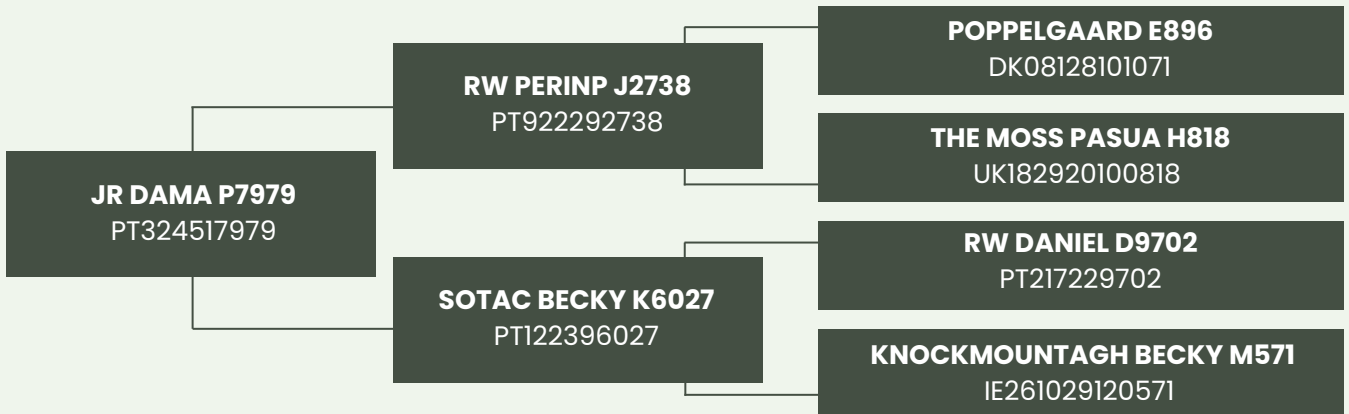 JR DAMA P7979
PT324517979
RW PERINP J2738
PT922292738
SOTAC BECKY K6027
PT122396027
POPPELGAARD E896
DK08128101071
THE MOSS PASUA H818
UK182920100818
RW DANIEL D9702
PT217229702
KNOCKMOUNTAGH BECKY M571
IE261029120571